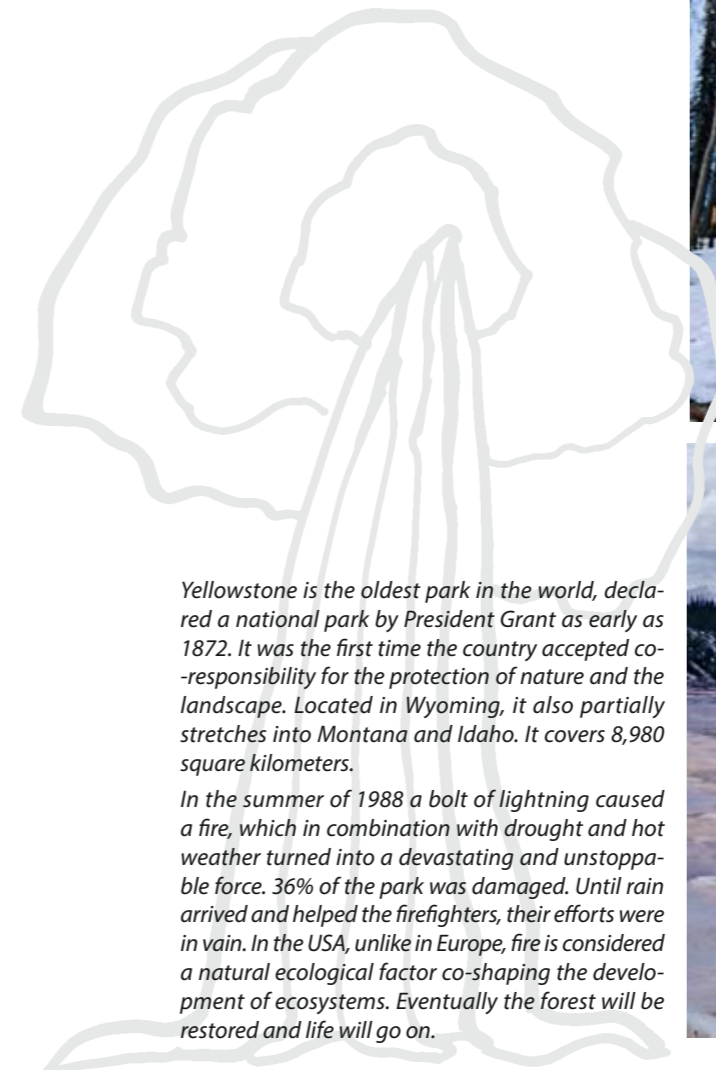 Yellowstone is the oldest park in the world, decla-
red a national park by President Grant as early as
1872. It was the first time the country accepted co-
-responsibility for the protection of nature and the
landscape. Located in Wyoming, it also partially
stretches into Montana and Idaho. It covers 8,980
square kilometers.
In the summer of 1988 a bolt of lightning caused
a fire, which in combination with drought and hot
weather turned into a devastating and unstoppa-
ble force. 36% of the park was damaged. Until rain
arrived and helped the firefighters, their efforts were
in vain. In the USA, unlike in Europe, fire is considered
a natural ecological factor co-shaping the develo-
pment of ecosystems. Eventually the forest will be
restored and life will go on.